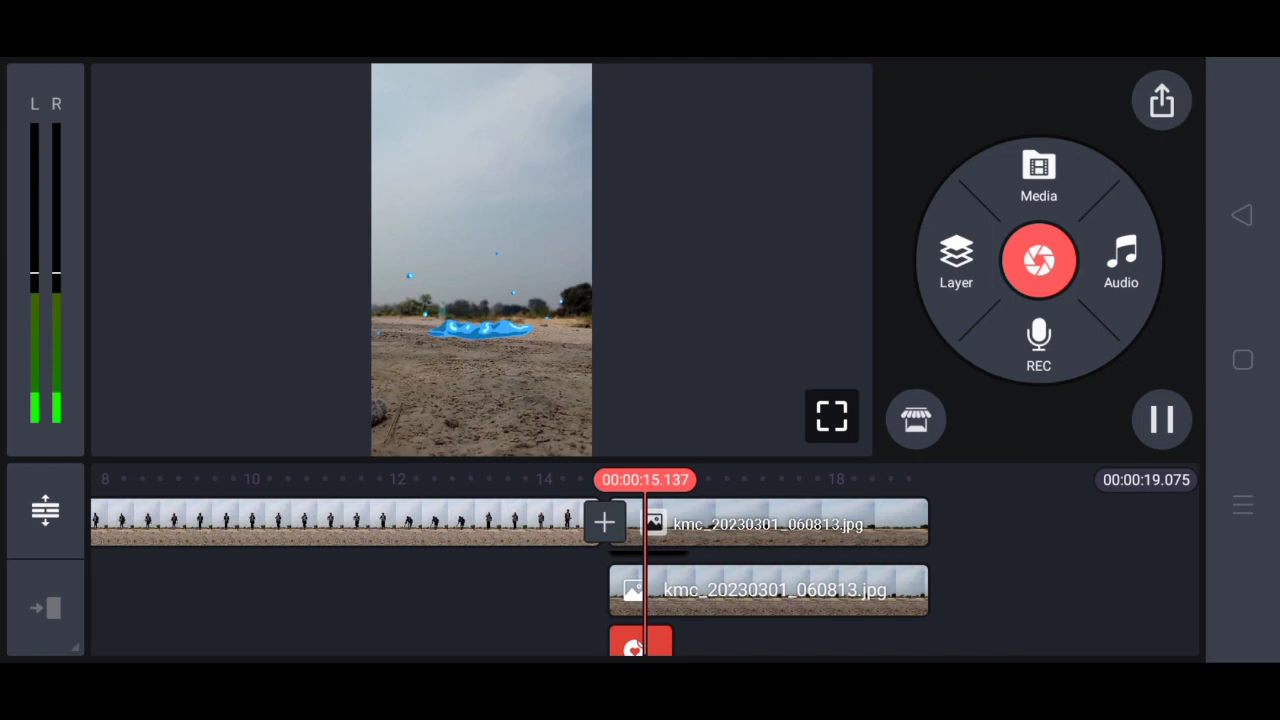 L R
Media
Layer
Audio
REC
8 10 12 14 00:00:15.137 18 00:00:19.075
kmc_20230301_060813.jpg
kmc_20230301_060813.jpg